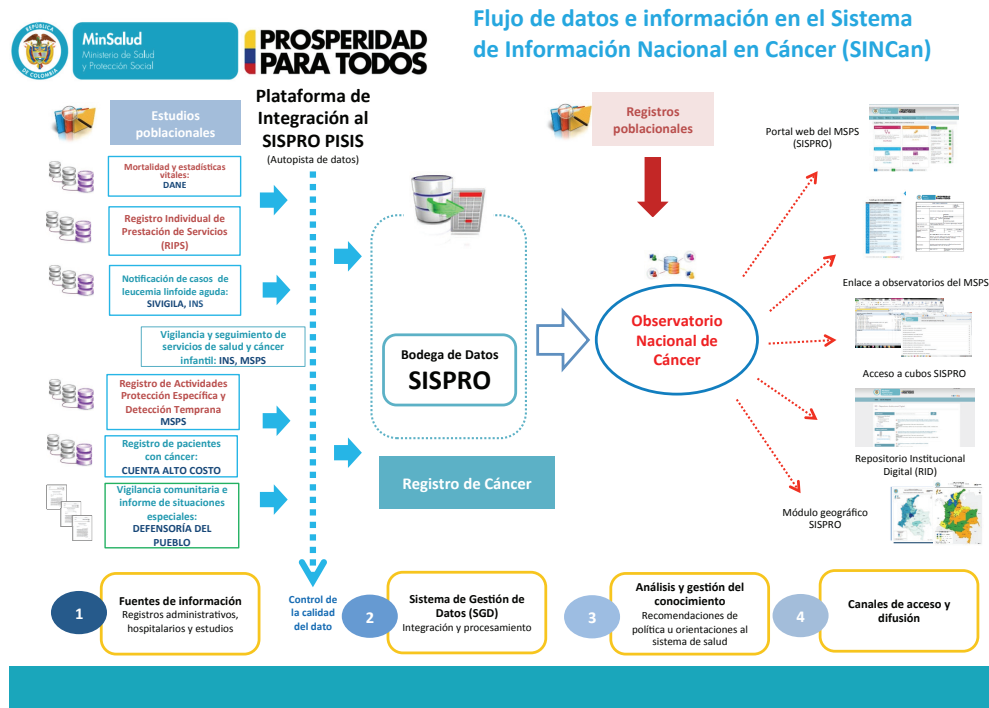 REPÚBLICA
DE COLOMBIA
MinSalud
Ministerio de Salud
y Protección Social
PROSPERIDAD
PARA TODOS
Flujo de datos e información en el Sistema
de Información Nacional en Cáncer (SINCan)
Estudios
poblacionales
Plataforma de
Integración al
SISPRO PISIS
(Autopista de datos)
Registros
poblacionales
Mortalidad y estadísticas
vitales:
DANE
Registro Individual de
Prestación de Servicios
(RIPS)
Notificación de casos de
leucemia linfoide aguda:
SIVIGILA, INS
Vigilancia y seguimiento de
servicios de salud y cáncer
infantil: INS, MSPS
Registro de Actividades
Protección Específica y
Detección Temprana
MSPS
Registro de pacientes
con cáncer:
CUENTA ALTO COSTO
Vigilancia comunitaria e
informe de situaciones
especiales:
DEFENSORÍA DEL
PUEBLO
Bodega de Datos
SISPRO
Registro de Cáncer
Observatorio
Nacional de
Cáncer
Portal web del MSPS
(SISPRO)
Enlace a observatorios del MSPS
Acceso a cubos SISPRO
Repositorio Institucional
Digital (RID)
Módulo geográfico
SISPRO
1
Fuentes de información
Registros administrativos,
hospitalarios y estudios
Control de
la calidad
del dato
2
Sistema de Gestión de
Datos (SGD)
Integración y procesamiento
3
Análisis y gestión del
conocimiento
Recomendaciones de
política u orientaciones al
sistema de salud
4
Canales de acceso y
difusión